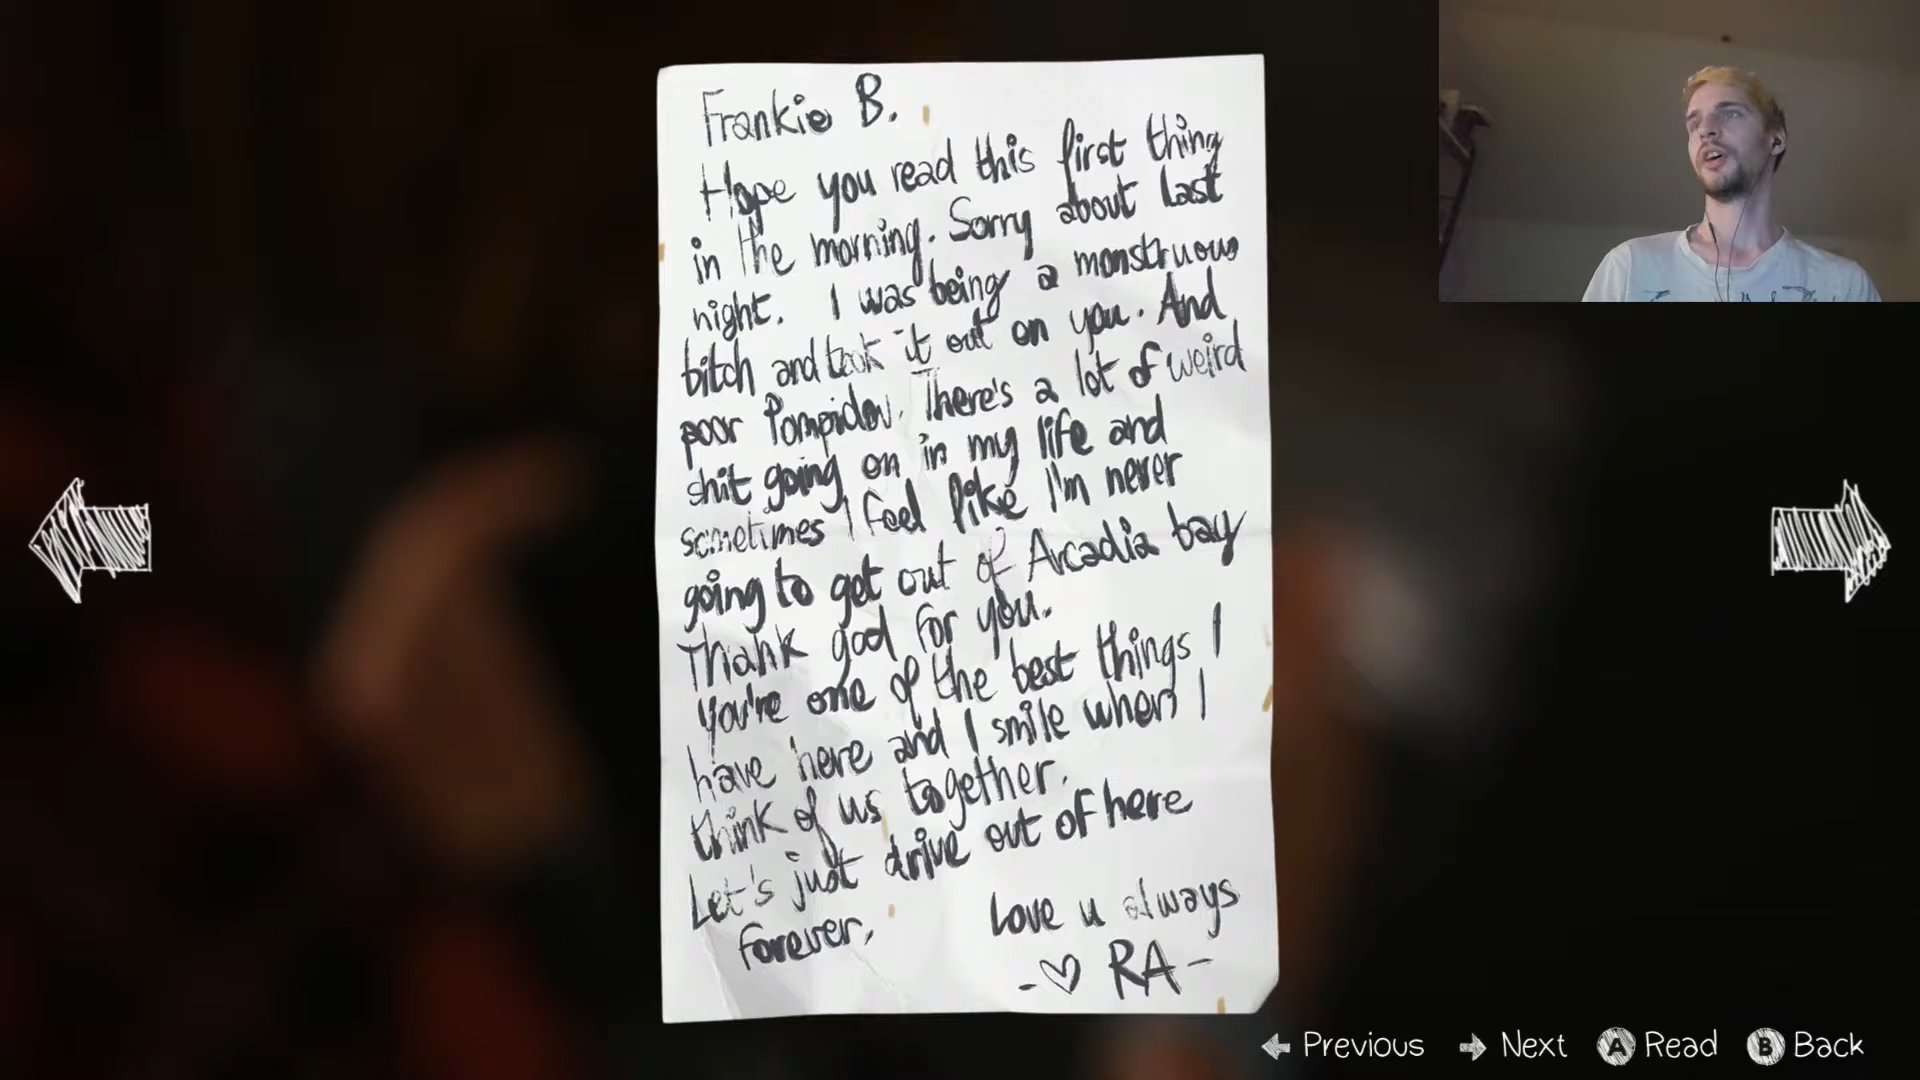 Frankie B.
Hope you read this first thing
in the morning. Sorry about last
night. I was being a monstruous
bitch and took it out on you. And
poor Pompidou. There's a lot of weird
shit going on in my life and
sometimes I feel like I'm never
going to get out of Arcadia bay
Thank god for you.
You're one of the best things I
have here and I smile when I
think of us together.
Let's just drive out of here
forever.
Love u always
-♡ RA-
Previous Next A Read B Back